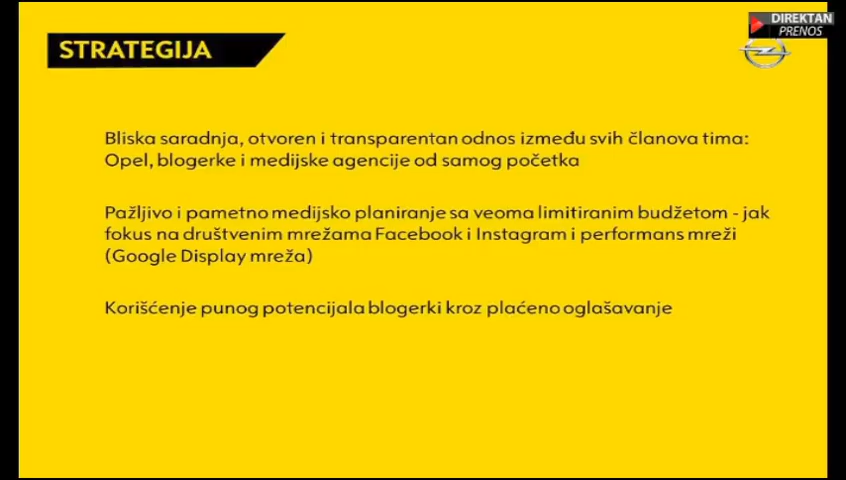 DIREKTAN
PRENOS
STRATEGIJA
Bliska saradnja, otvoren i transparentan odnos između svih članova tima:
Opel, blogerke i medijske agencije od samog početka
Pažljivo i pametno medijsko planiranje sa veoma limitiranim budžetom - jak
fokus na društvenim mrežama Facebook i Instagram i performans mreži
(Google Display mreža)
Korišćenje punog potencijala blogerki kroz plaćeno oglašavanje